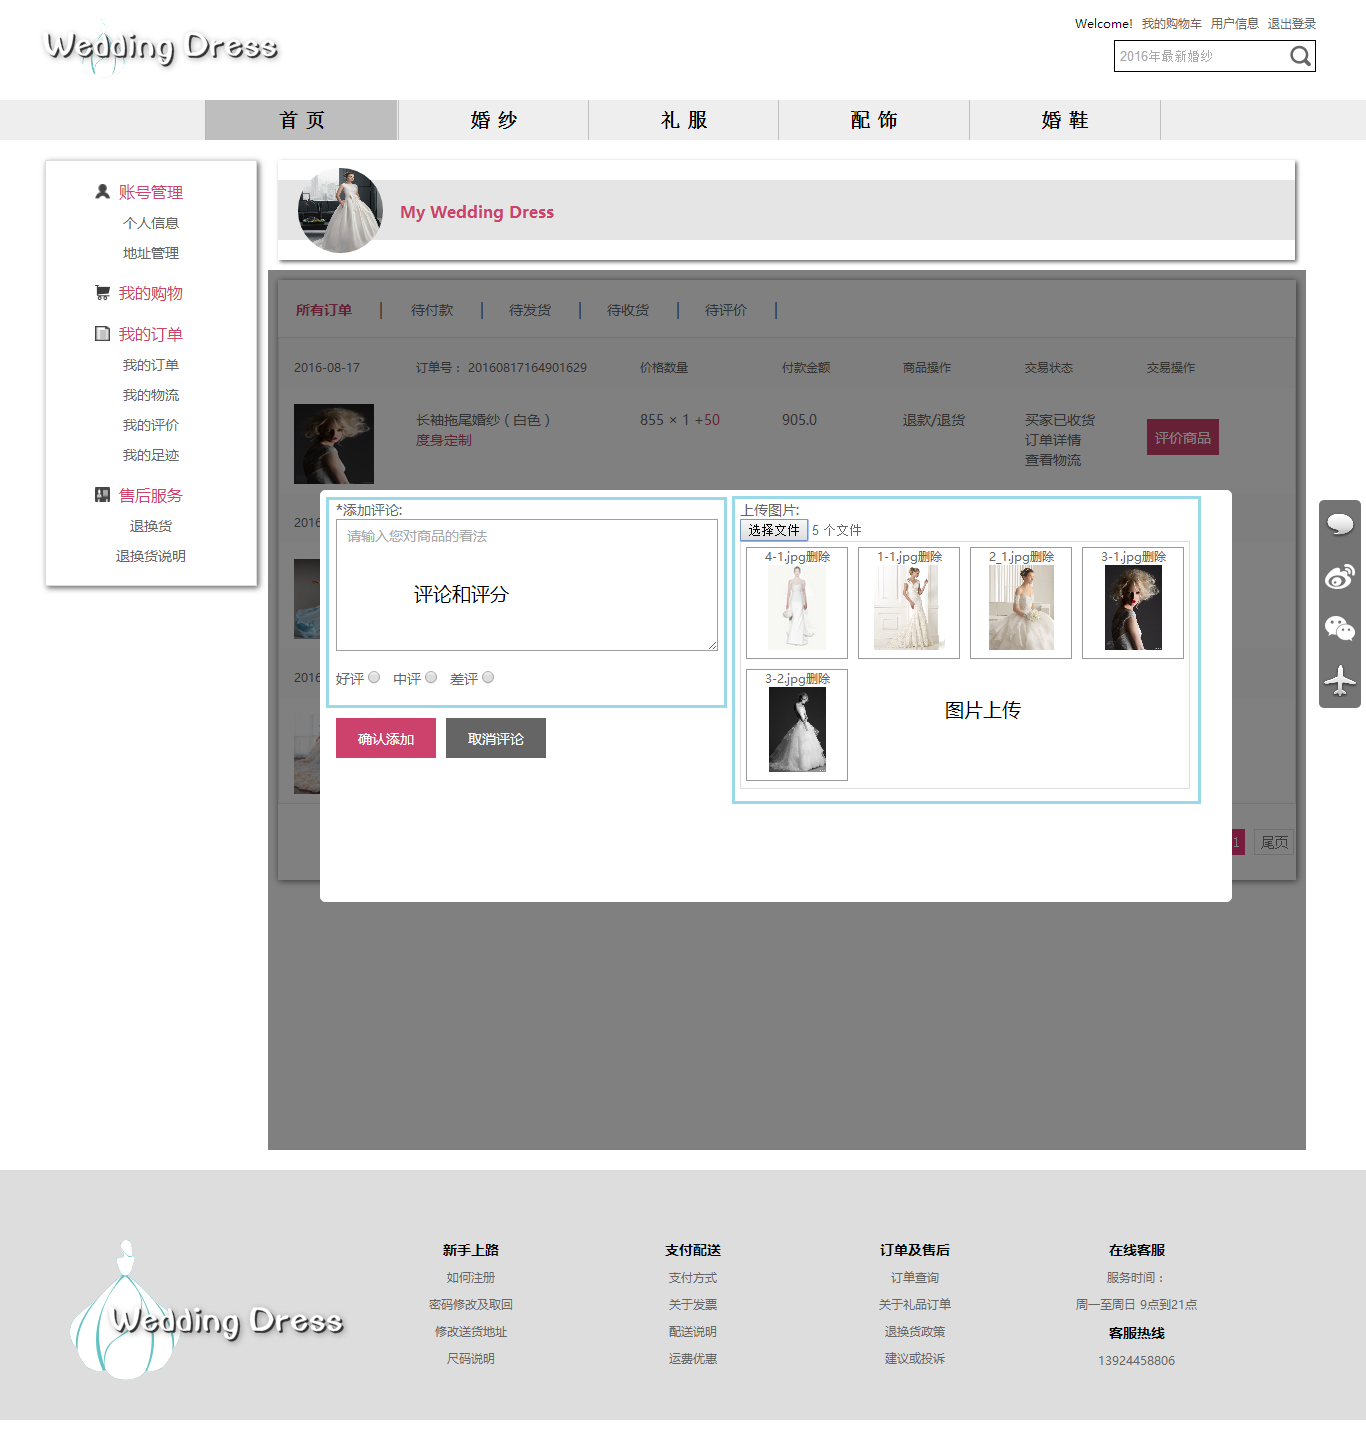 Wedding Dress
Welcome! 我的购物车 用户信息 退出登录
2016年最新婚纱
首 页 婚 纱 礼 服 配 饰 婚 鞋
账号管理
个人信息
地址管理
我的购物
我的订单
我的订单
我的物流
我的评价
我的足迹
售后服务
退换货
退换货说明
My Wedding Dress
所有订单 | 待付款 | 待发货 | 待收货 | 待评价 |
2016-08-17 订单号： 20160817164901629 价格数量 付款金额 商品操作 交易状态 交易操作
长袖拖尾婚纱（白色） 855 × 1 +50 905.0 退款/退货 买家已收货
度身定制 订单详情 评价商品
查看物流
2016
2016
*添加评论:
请输入您对商品的看法
评论和评分
好评 中评 差评
确认添加 取消评论
上传图片:
选择文件 5 个文件
4-1.jpg删除 1-1.jpg删除 2_1.jpg删除 3-1.jpg删除
3-2.jpg删除
图片上传
1 尾页
Wedding Dress
新手上路
如何注册
密码修改及取回
修改送货地址
尺码说明
支付配送
支付方式
关于发票
配送说明
运费优惠
订单及售后
订单查询
关于礼品订单
退换货政策
建议或投诉
在线客服
服务时间：
周一至周日 9点到21点
客服热线
13924458806